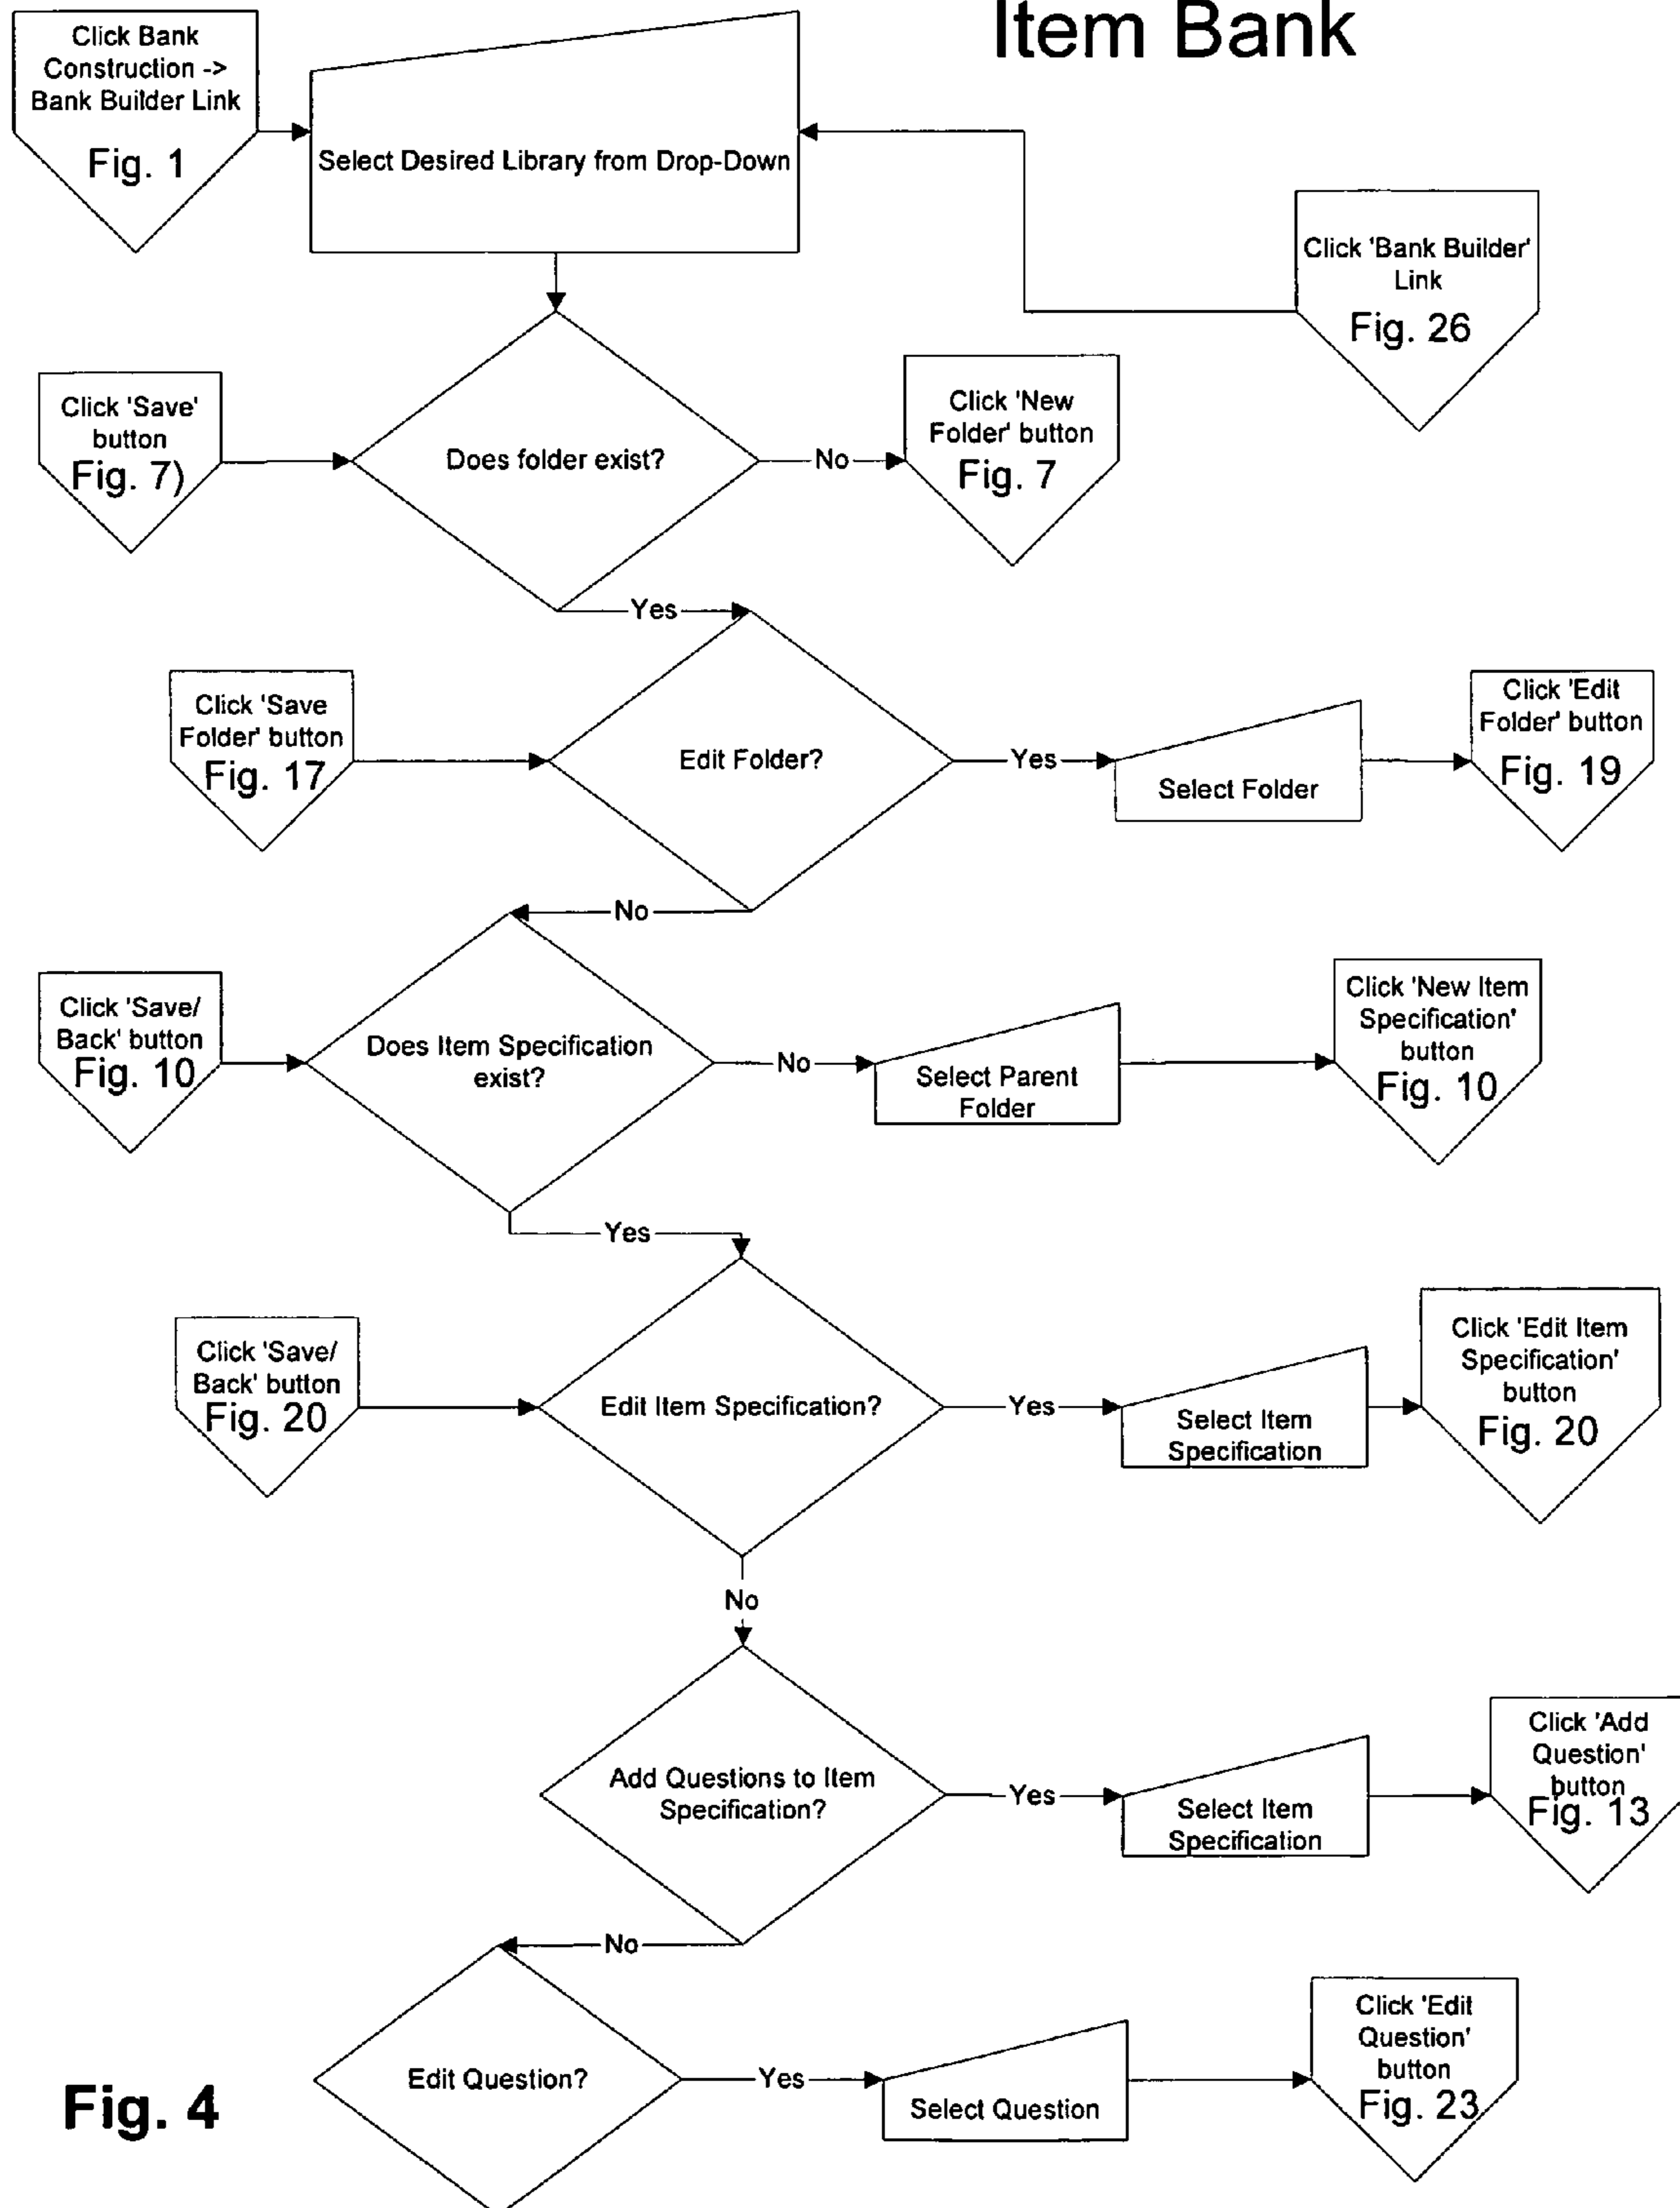 Item Bank
Click Bank
Construction ->
Bank Builder Link
Fig. 1
Select Desired Library from Drop-Down
Click 'Bank Builder'
Link
Fig. 26
Click 'Save'
button
Fig. 7)
Does folder exist?
No
Click 'New
Folder' button
Fig. 7
Yes
Click 'Save
Folder' button
Fig. 17
Edit Folder?
Yes
Select Folder
Click 'Edit
Folder' button
Fig. 19
No
Click 'Save/
Back' button
Fig. 10
Does Item Specification
exist?
No
Select Parent
Folder
Click 'New Item
Specification'
button
Fig. 10
Yes
Click 'Save/
Back' button
Fig. 20
Edit Item Specification?
Yes
Select Item
Specification
Click 'Edit Item
Specification'
button
Fig. 20
No
Add Questions to Item
Specification?
Yes
Select Item
Specification
Click 'Add
Question'
button
Fig. 13
No
Edit Question?
Yes
Select Question
Click 'Edit
Question'
button
Fig. 23
Fig. 4